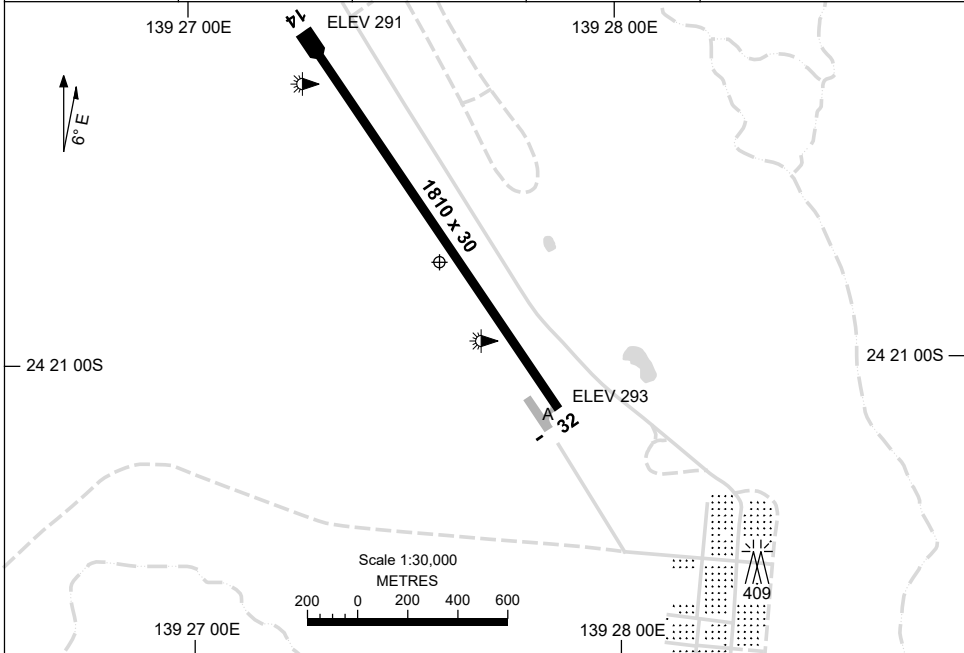 139 27 00E
139 28 00E
14
ELEV 291
6° E
1810 x 30
24 21 00S
24 21 00S
ELEV 293
A
32
Scale 1:30,000
METRES
200 0 200 400 600
409
139 27 00E
139 28 00E